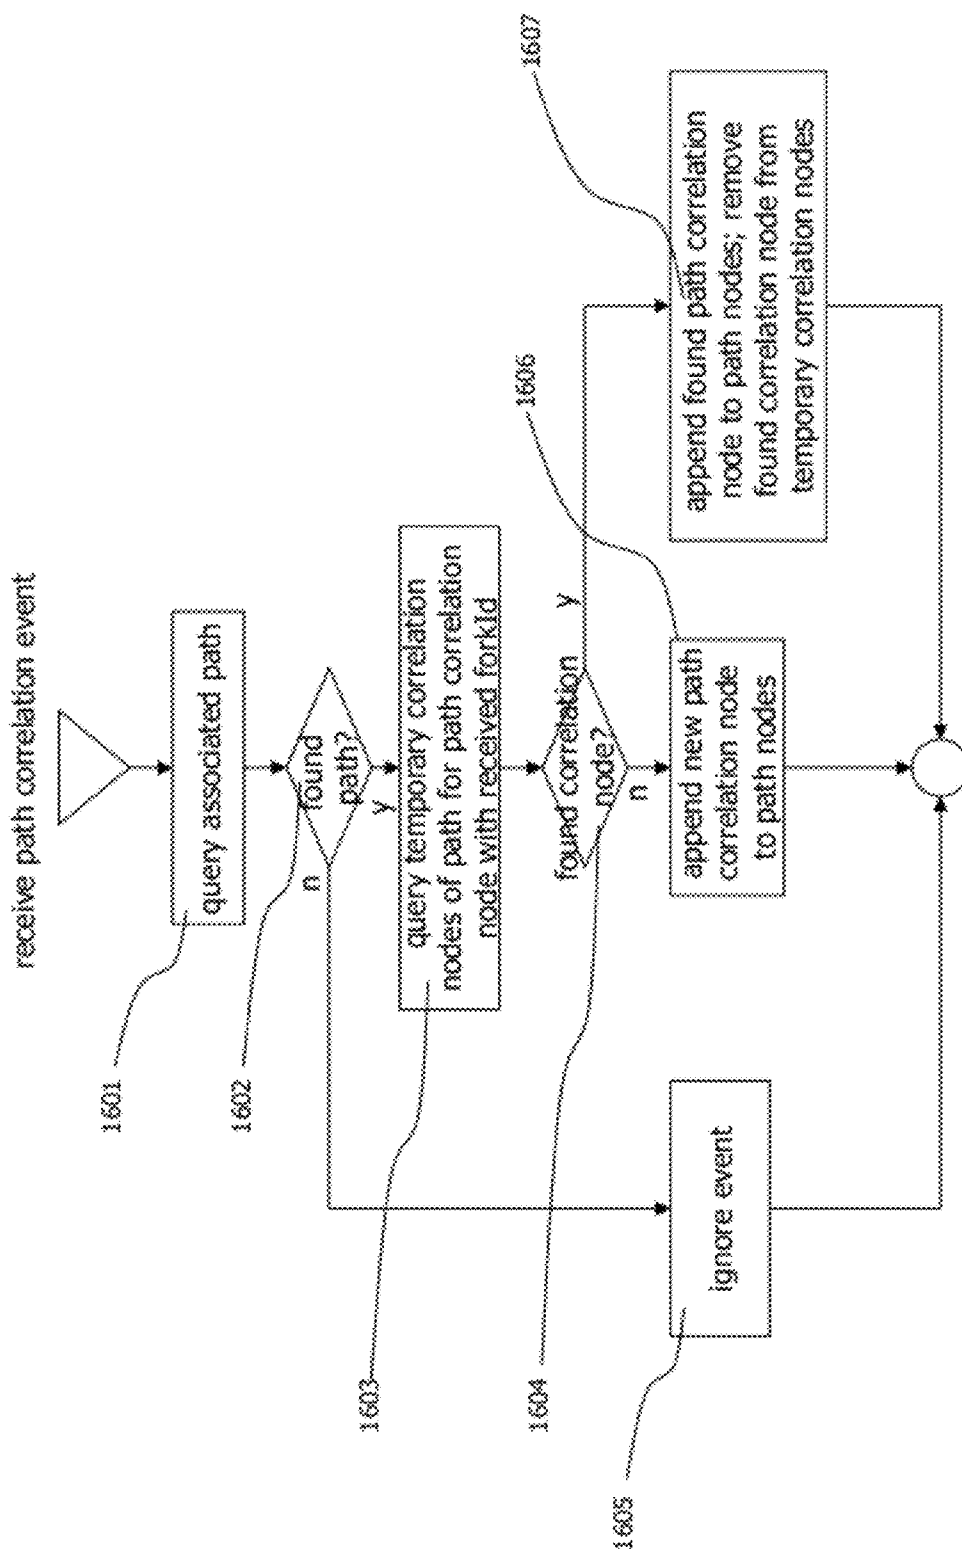 receive path correlation event
1601
query associated path
1602
found
path?
n
y
1603
query temporary correlation
nodes of path for path correlation
node with received forkId
1604
found correlation
node?
y
n
1605
ignore event
1606
append new path
correlation node
to path nodes
1607
append found path correlation
node to path nodes; remove
found correlation node from
temporary correlation nodes